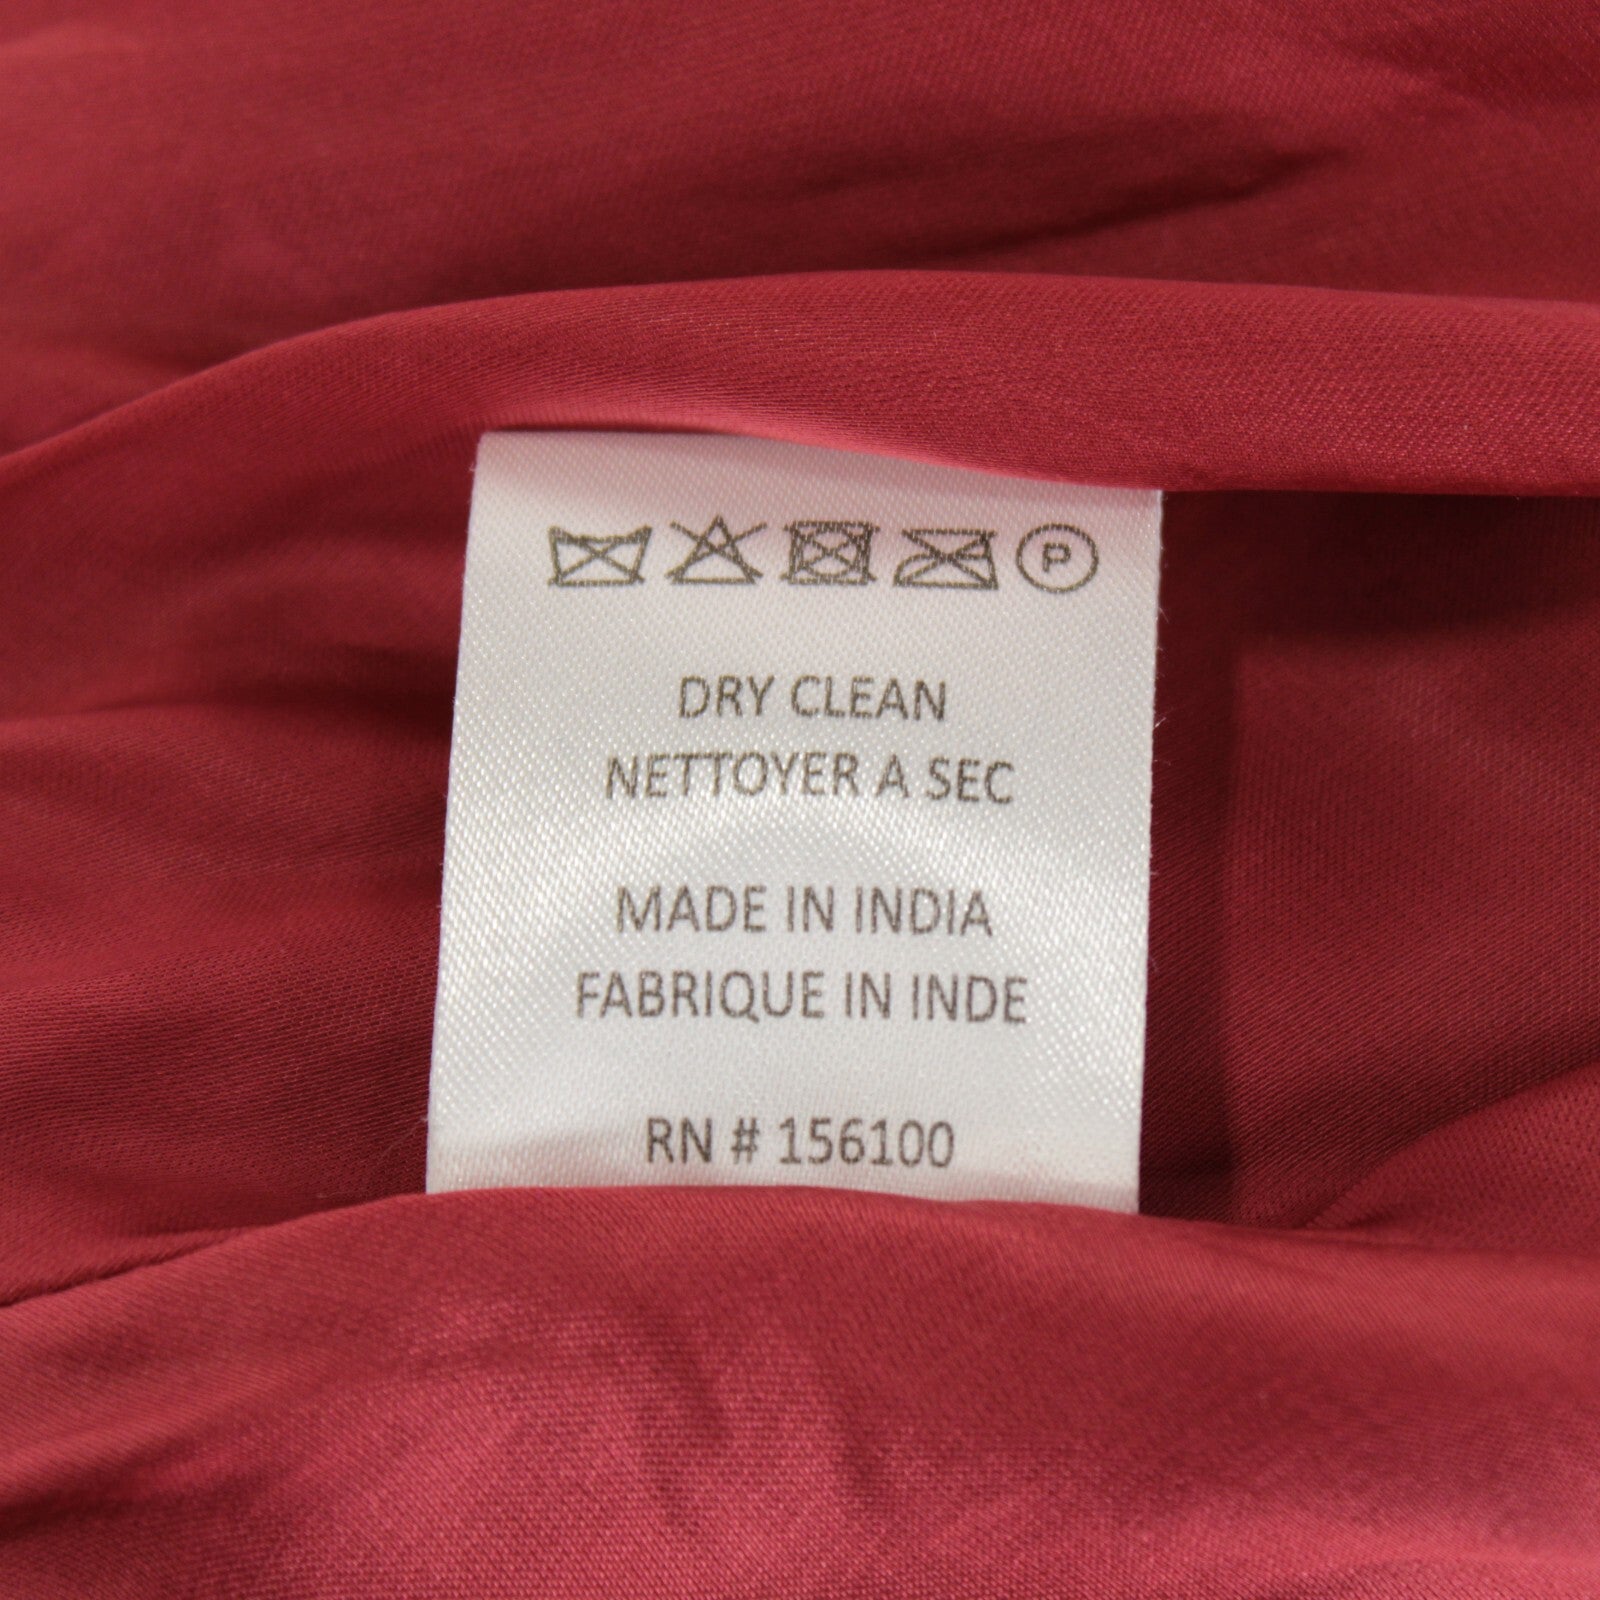 P
DRY CLEAN
NETTOYER A SEC
MADE IN INDIA
FABRIQUE IN INDE
RN # 156100